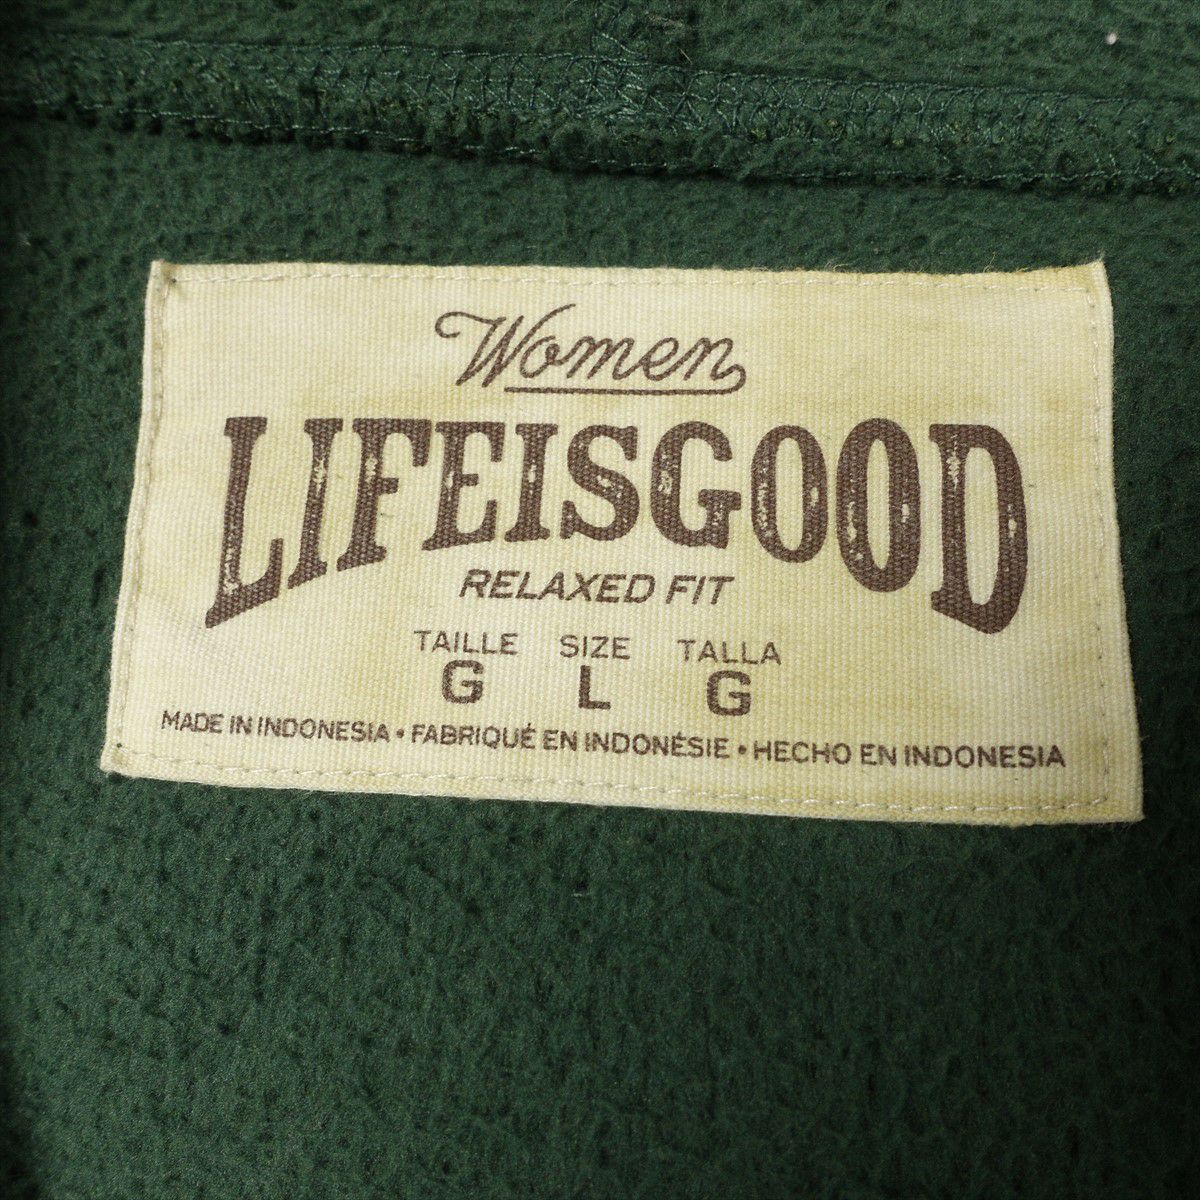 Women
LIFEISGOOD
RELAXED FIT
TAILLE SIZE TALLA
G L G
MADE IN INDONESIA • FABRIQUÉ EN INDONÉSIE • HECHO EN INDONESIA